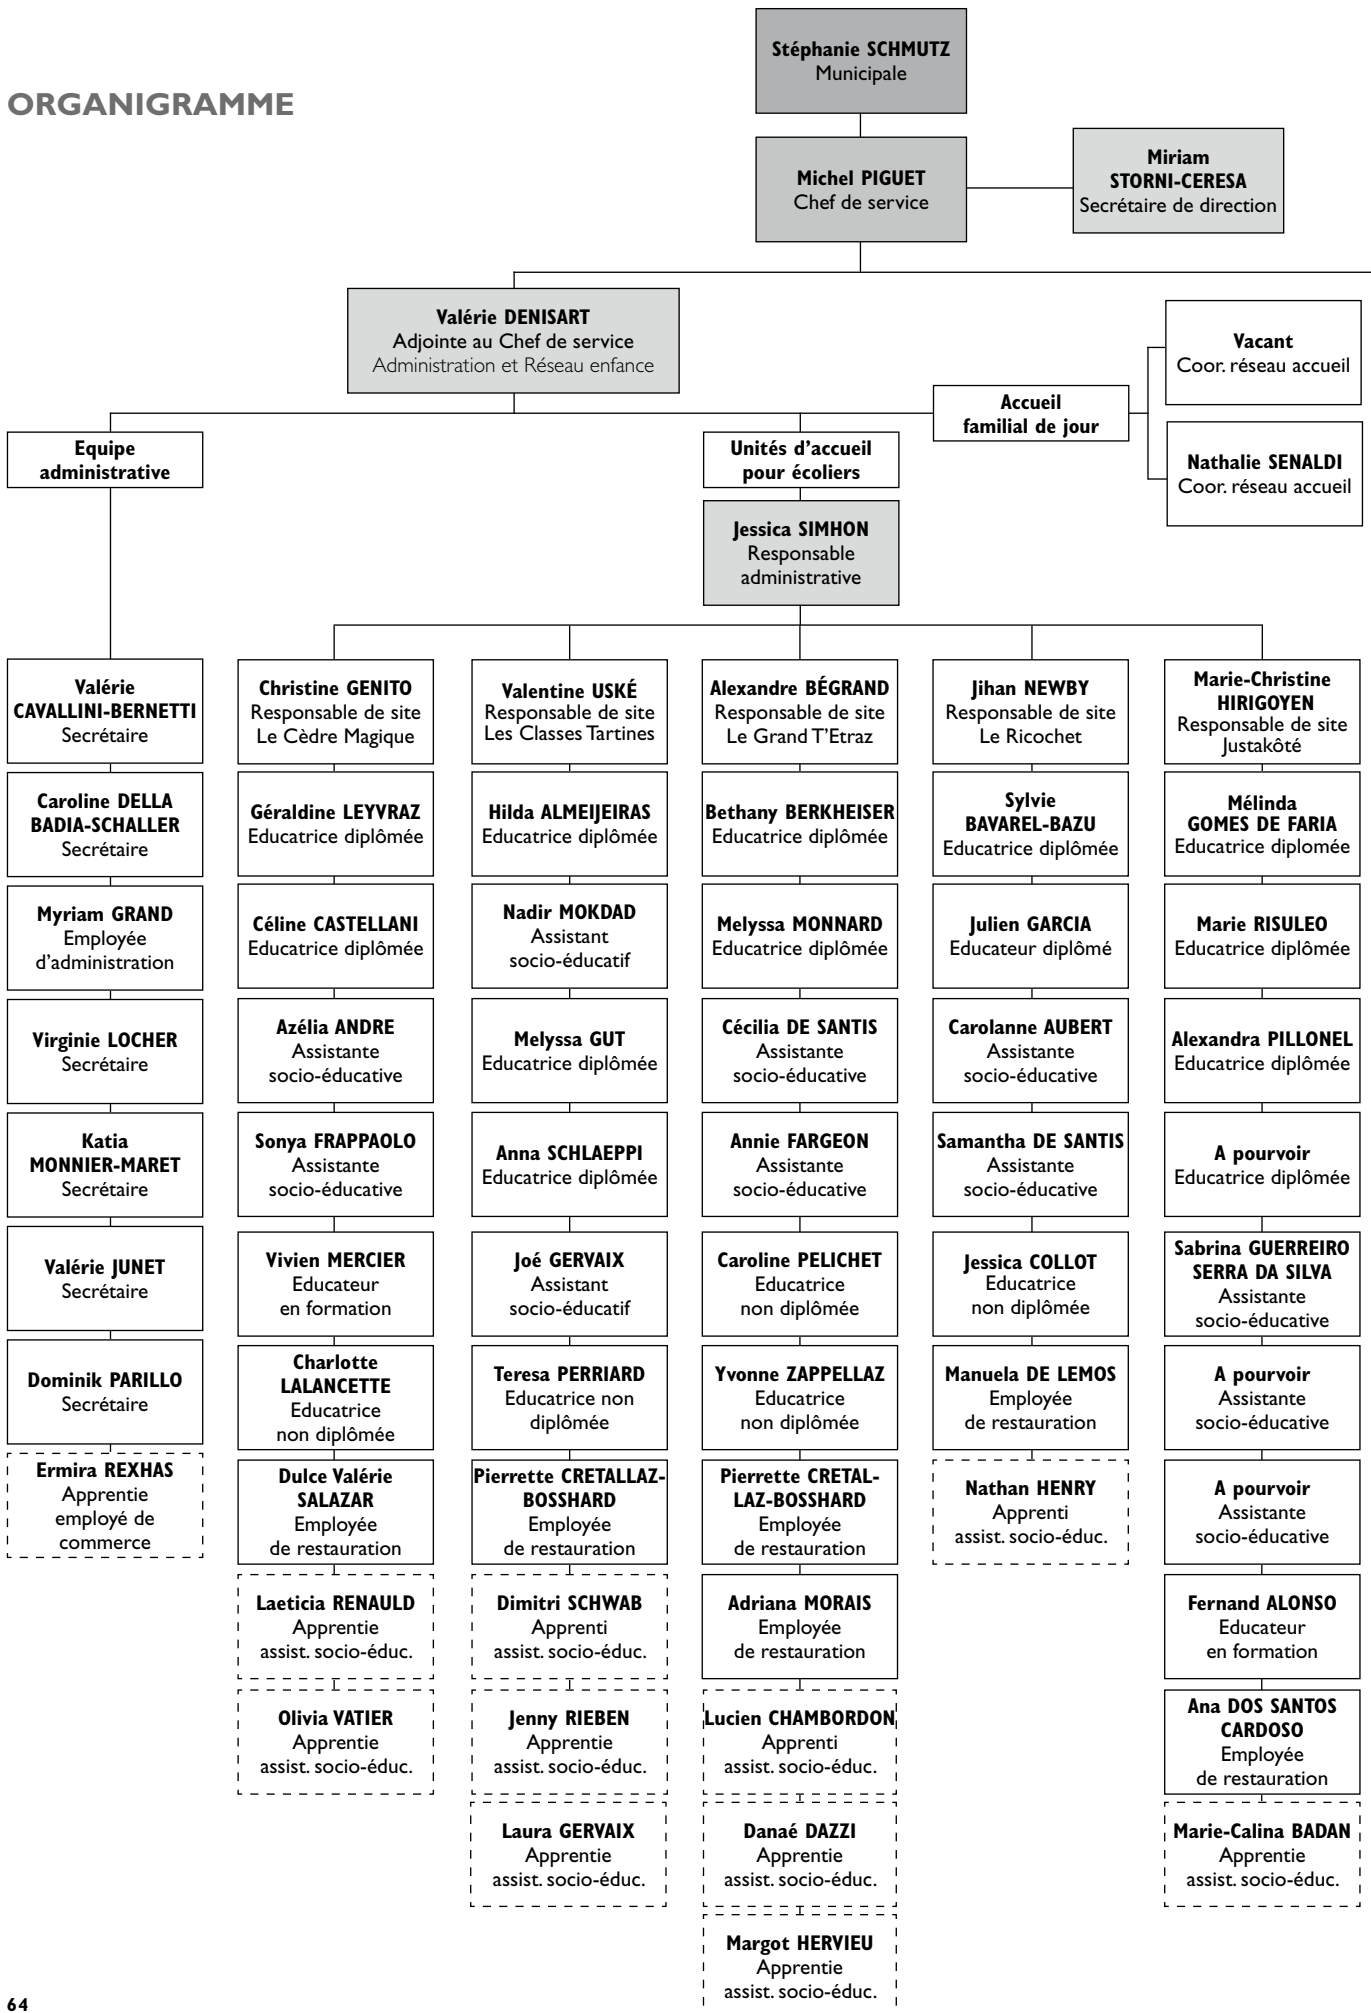 ORGANIGRAMME
Stéphanie SCHMUTZ
Municipale
Michel PIGUET
Chef de service
Miriam
STORNI-CERESA
Secrétaire de direction
Valérie DENISART
Adjointe au Chef de service
Administration et Réseau enfance
Vacant
Coor. réseau accueil
Accueil
familial de jour
Nathalie SENALDI
Coor. réseau accueil
Equipe
administrative
Unités d’accueil
pour écoliers
Jessica SIMHON
Responsable
administrative
Valérie
CAVALLINI-BERNETTI
Secrétaire
Caroline DELLA
BADIA-SCHALLER
Secrétaire
Myriam GRAND
Employée
d’administration
Virginie LOCHER
Secrétaire
Katia
MONNIER-MARET
Secrétaire
Valérie JUNET
Secrétaire
Dominik PARILLO
Secrétaire
Ermira REXHAS
Apprentie
employé de
commerce
Christine GENITO
Responsable de site
Le Cèdre Magique
Géraldine LEYVRAZ
Educatrice diplômée
Céline CASTELLANI
Educatrice diplômée
Azélia ANDRE
Assistante
socio-éducative
Sonya FRAPPAOLO
Assistante
socio-éducative
Vivien MERCIER
Educateur
en formation
Charlotte
LALANCETTE
Educatrice
non diplômée
Dulce Valérie
SALAZAR
Employée
de restauration
Laeticia RENAULD
Apprentie
assist. socio-éduc.
Olivia VATIER
Apprentie
assist. socio-éduc.
Valentine USKÉ
Responsable de site
Les Classes Tartines
Hilda ALMEIJEIRAS
Educatrice diplômée
Nadir MOKDAD
Assistant
socio-éducatif
Melyssa GUT
Educatrice diplômée
Anna SCHLAEPPI
Educatrice diplômée
Joé GERVAIX
Assistant
socio-éducatif
Teresa PERRIARD
Educatrice non
diplômée
Pierrette CRETALLAZ-
BOSSHARD
Employée
de restauration
Dimitri SCHWAB
Apprenti
assist. socio-éduc.
Jenny RIEBEN
Apprentie
assist. socio-éduc.
Laura GERVAIX
Apprentie
assist. socio-éduc.
Alexandre BÉGRAND
Responsable de site
Le Grand T’Etraz
Bethany BERKHEISER
Educatrice diplômée
Melyssa MONNARD
Educatrice diplômée
Cécilia DE SANTIS
Assistante
socio-éducative
Annie FARGEON
Assistante
socio-éducative
Caroline PELICHET
Educatrice
non diplômée
Yvonne ZAPPELLAZ
Educatrice
non diplômée
Pierrette CRETAL-
LAZ-BOSSHARD
Employée
de restauration
Adriana MORAIS
Employée
de restauration
Lucien CHAMBORDON
Apprenti
assist. socio-éduc.
Danaé DAZZI
Apprentie
assist. socio-éduc.
Margot HERVIEU
Apprentie
assist. socio-éduc.
Jihan NEWBY
Responsable de site
Le Ricochet
Sylvie
BAVAREL-BAZU
Educatrice diplômée
Julien GARCIA
Educateur diplômé
Carolanne AUBERT
Assistante
socio-éducative
Samantha DE SANTIS
Assistante
socio-éducative
Jessica COLLOT
Educatrice
non diplômée
Manuela DE LEMOS
Employée
de restauration
Nathan HENRY
Apprenti
assist. socio-éduc.
Marie-Christine
HIRIGOYEN
Responsable de site
Justakôté
Mélinda
GOMES DE FARIA
Educatrice diplomée
Marie RISULEO
Educatrice diplômée
Alexandra PILLONEL
Educatrice diplômée
A pourvoir
Educatrice diplômée
Sabrina GUERREIRO
SERRA DA SILVA
Assistante
socio-éducative
A pourvoir
Assistante
socio-éducative
A pourvoir
Assistante
socio-éducative
Fernand ALONSO
Educateur
en formation
Ana DOS SANTOS
CARDOSO
Employée
de restauration
Marie-Calina BADAN
Apprentie
assist. socio-éduc.
64